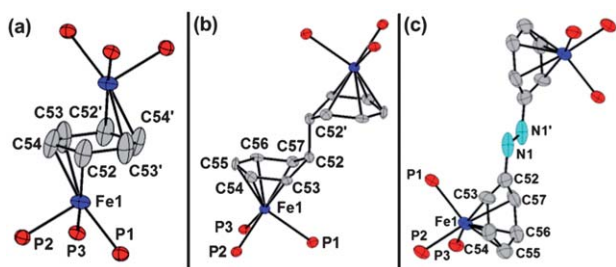 (a)
C53
C52'
C54'
C54
C52
C53'
Fe1
P2
P3
P1
(b)
C52'
C56
C57
C55
C52
C54
C53
P3
Fe1
P2
P1
(c)
N1'
N1
P1
C52
C53
C57
Fe1
C56
P2
P3
C54
C55